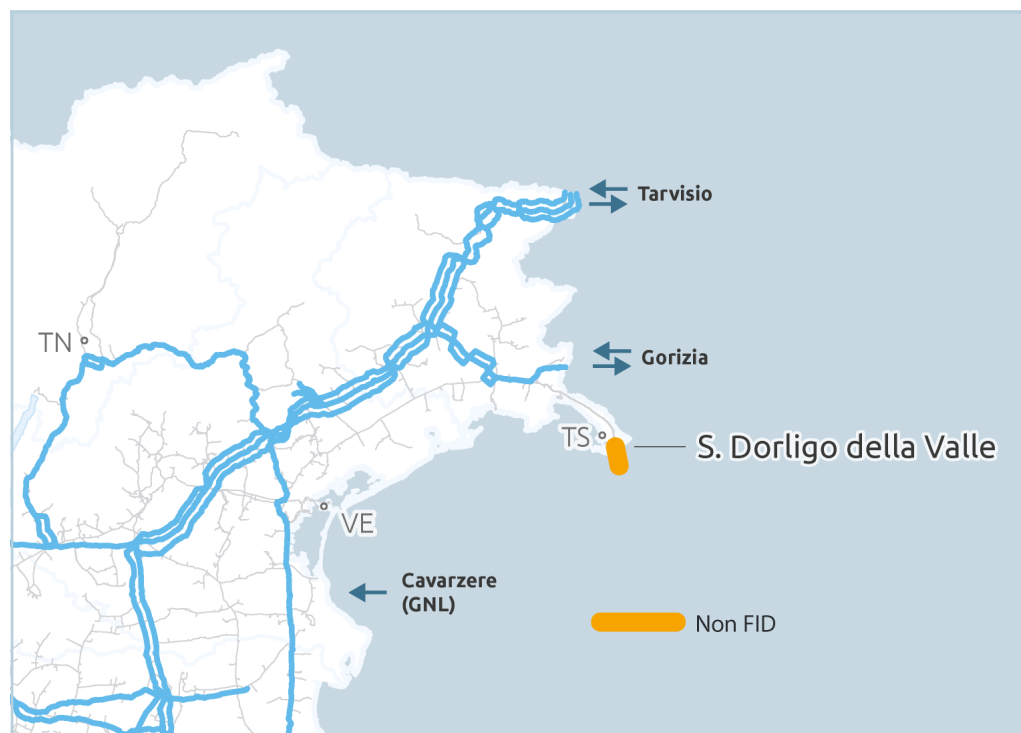 Tarvisio
TN
Gorizia
TS
S. Dorligo della Valle
VE
Cavarzere
(GNL)
Non FID